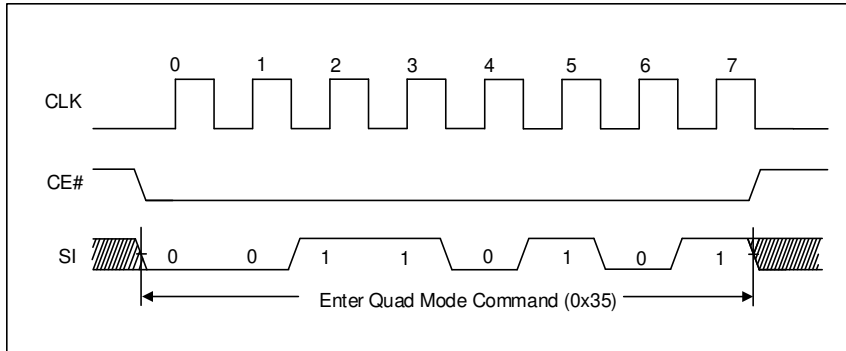 0 1 2 3 4 5 6 7
CLK
CE#
SI 0 0 1 1 0 1 0 1
Enter Quad Mode Command (0x35)